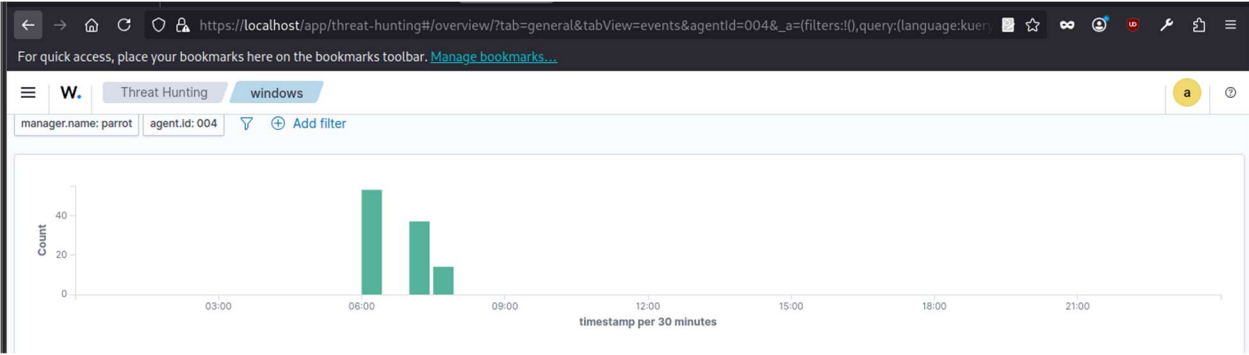 https://localhost/app/threat-hunting#/overview/?tab=general&tabView=events&agentId=004&_a=(filters:!(),query:(language:kuery
For quick access, place your bookmarks here on the bookmarks toolbar. Manage bookmarks...
W. Threat Hunting windows a
manager.name: parrot agent.id: 004 Add filter
Count
40
20
0
03:00 06:00 09:00 12:00 15:00 18:00 21:00
timestamp per 30 minutes